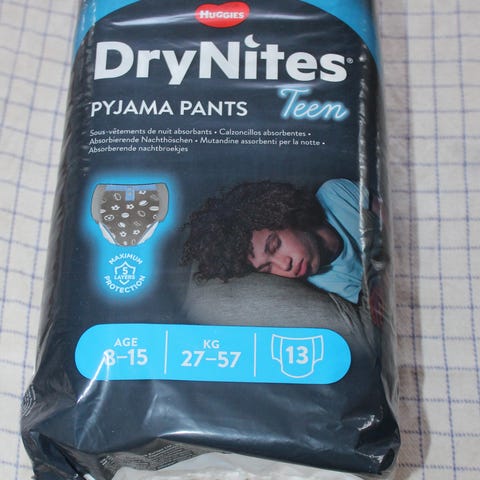 HUGGIES
DryNites®
PYJAMA PANTS Teen
Sous-vêtements de nuit absorbants • Calzoncillos absorbentes •
Absorbierende Nachthöschen • Mutandine assorbenti per la notte •
Absorberende nachtbroekjes
MAXIMUM
5
LAYERS
PROTECTION
AGE
8–15
KG
27–57
13